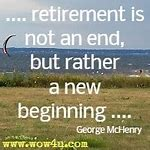 .... retirement is
not an end,
but rather
a new
beginning ....
George McHenry
www.wow4u.com